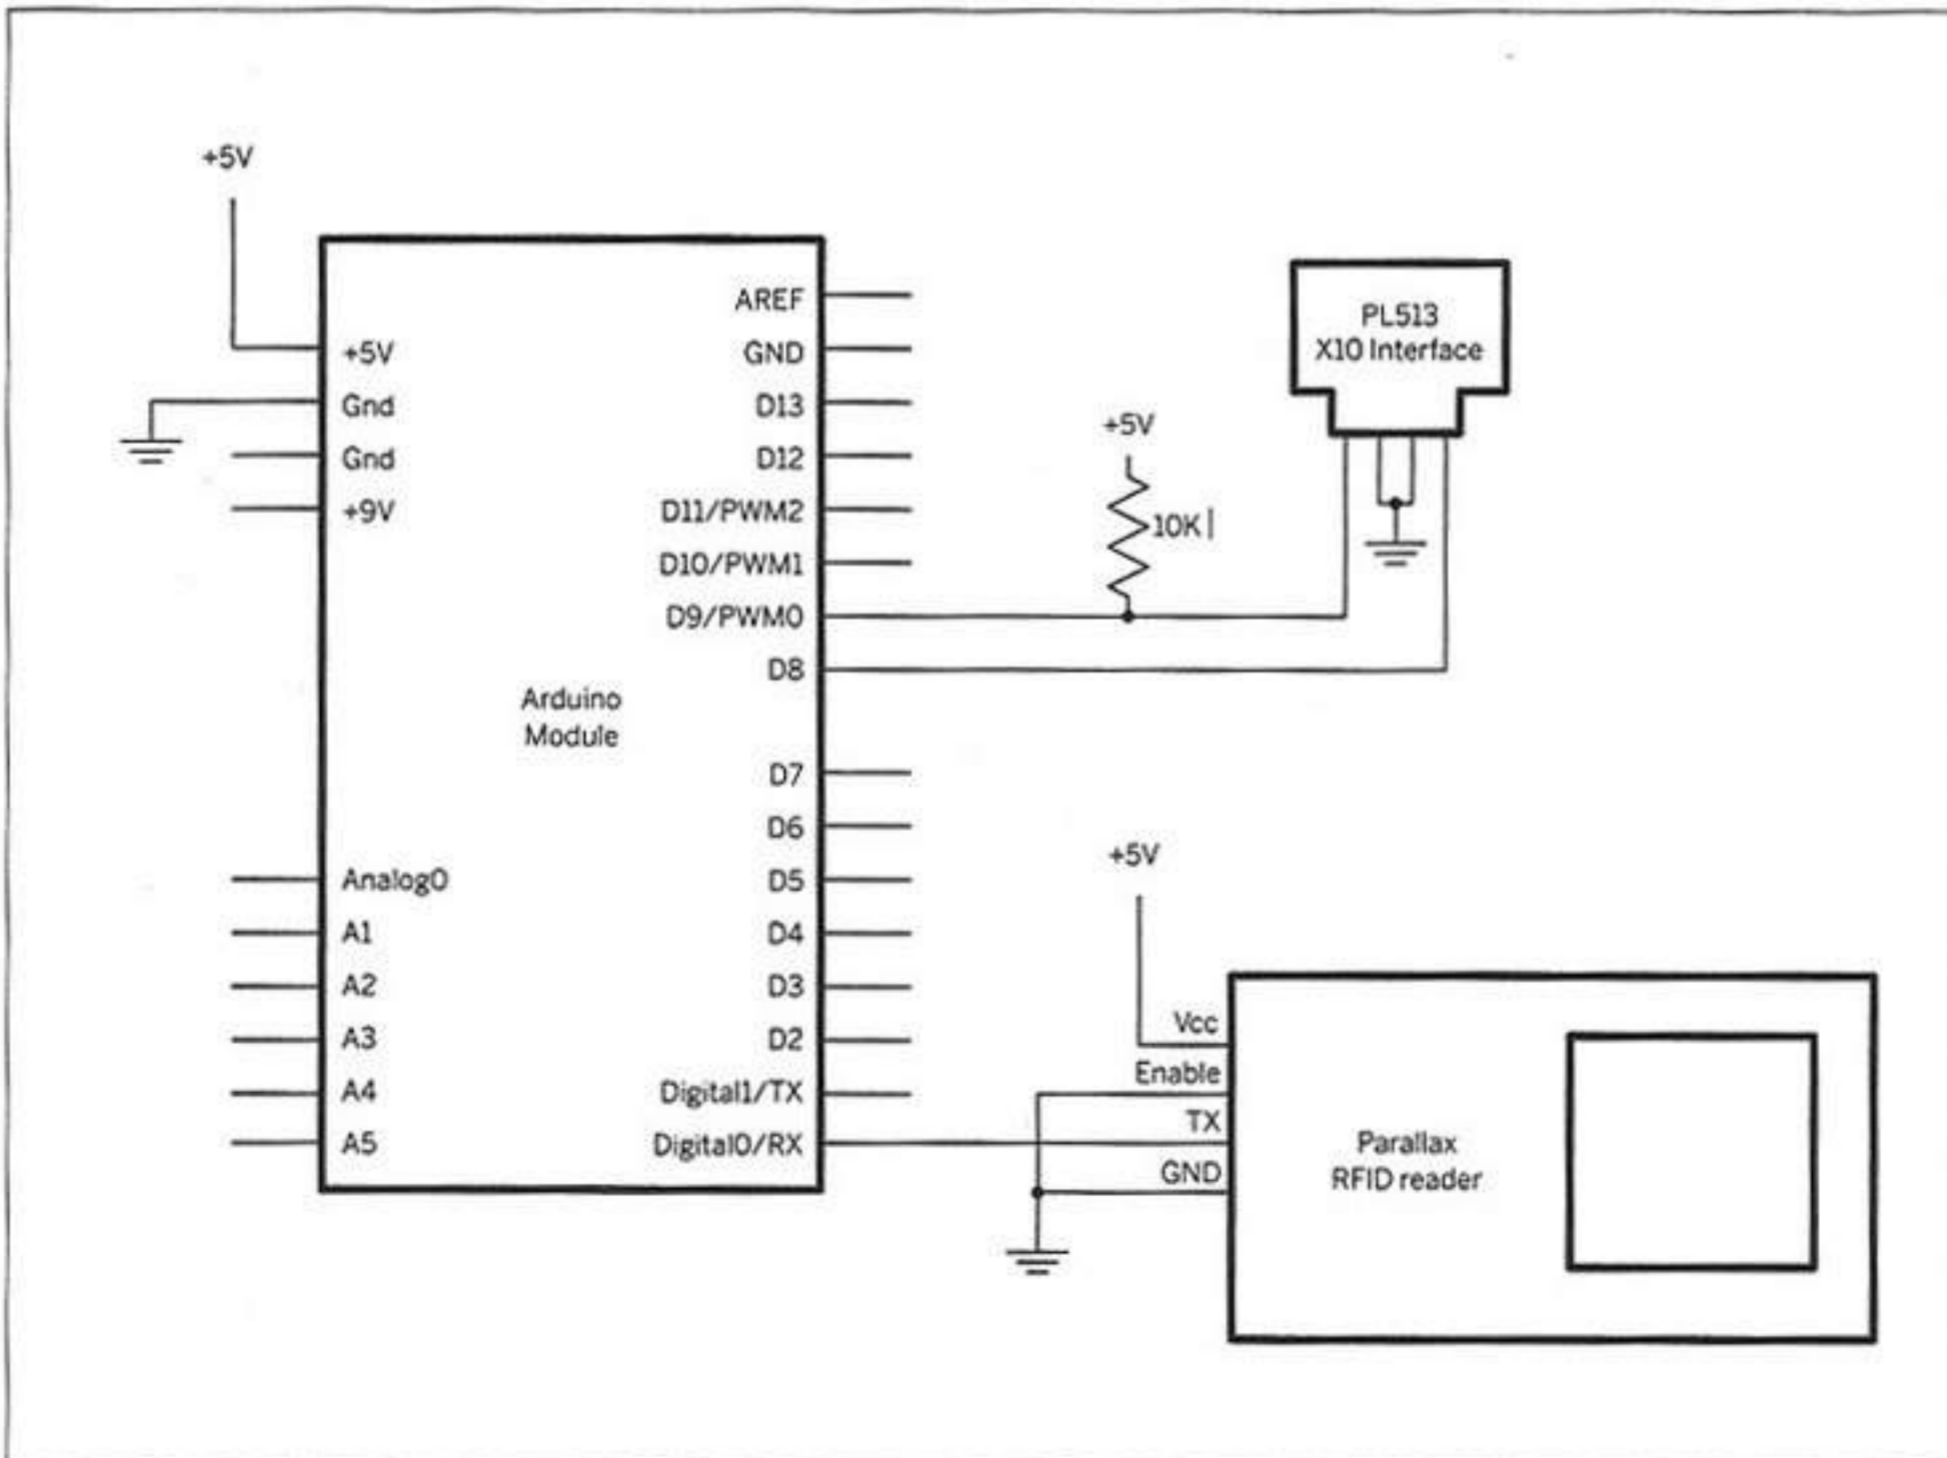 +5V
+5V
Gnd
Gnd
+9V
Analog0
A1
A2
A3
A4
A5
Arduino
Module
AREF
GND
D13
D12
D11/PWM2
D10/PWM1
D9/PWM0
D8
D7
D6
D5
D4
D3
D2
Digital1/TX
Digital0/RX
+5V
10K|
PL513
X10 Interface
+5V
Vcc
Enable
TX
GND
Parallax
RFID reader